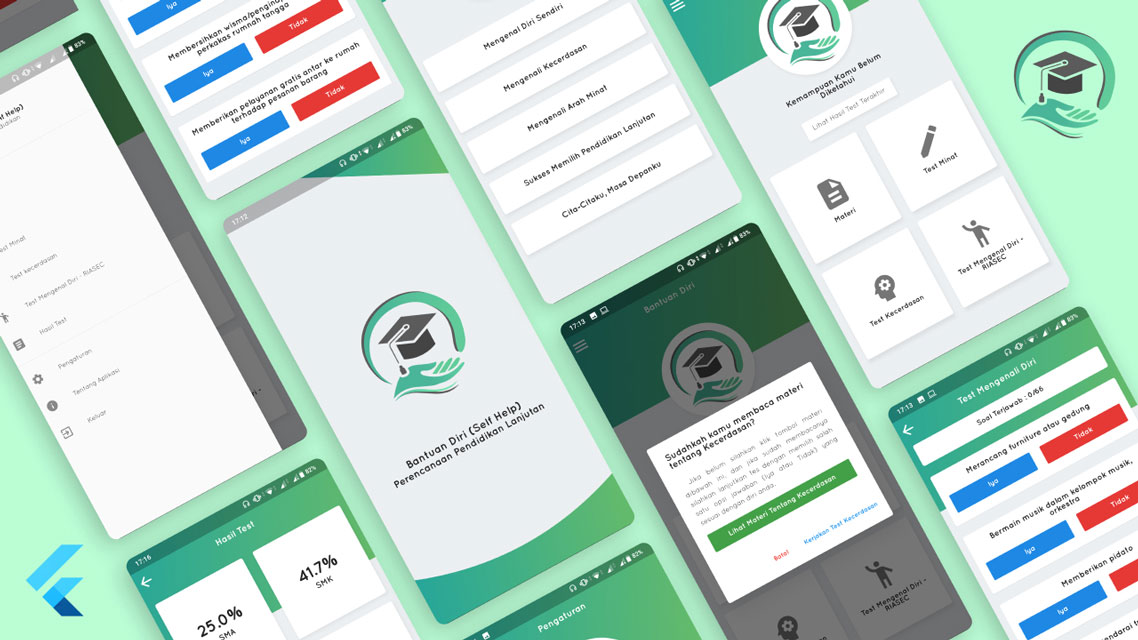 83%
f Help)
didikan
est Minat
Test kecerdasan
Test Mengenal Diri - RIASEC
Hasil Test
Pengaturan
Tentang Aplikasi
Keluar
Iya
Membersihkan wisma/penginapan
perkakas rumah tangga
Iya
Tidak
Memberikan pelayanan gratis antar ke rumah
terhadap pesanan barang
Iya
Tidak
17:12
83%
Bantuan Diri (Self Help)
Perencanaan Pendidikan Lanjutan
17:16
82%
Hasil Test
25.0%
SMA
41.7%
SMK
82%
Pengaturan
Mengenal Diri Sendiri
Mengenali Kecerdasan
Mengenali Arah Minat
Sukses Memilih Pendidikan Lanjutan
Cita-Citaku, Masa Depanku
17:13
83%
Bantuan Diri
Sudahkah kamu membaca materi
tentang Kecerdasan?
Jika belum silahkan klik tombol materi
dibawah ini, dan jika sudah membacanya
silahkan lanjutkan tes dengan memilih salah
satu opsi jawaban (Iya atau Tidak) yang
sesuai dengan diri anda.
Lihat Materi Tentang Kecerdasan
Batal
Kerjakan Test Kecerdasan
Test Mengenal Diri -
RIASEC
Kemampuan Kamu Belum
Diketahui
Lihat Hasil Test Terakhir
Materi
Test Minat
Test Kecerdasan
Test Mengenal Diri -
RIASEC
17:13
83%
Test Mengenali Diri
Soal Terjawab : 0/66
Merancang furniture atau gedung
Iya
Tidak
Bermain musik dalam kelompok musik,
orkestra
Iya
Tidak
Memberikan pidato
Iya